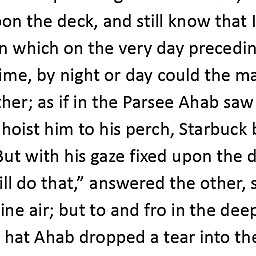 on the deck, and still know that I
n which on the very day precedin
ime, by night or day could the ma
her; as if in the Parsee Ahab saw
hoist him to his perch, Starbuck b
But with his gaze fixed upon the d
ill do that,” answered the other, s
ine air; but to and fro in the deep
hat Ahab dropped a tear into the